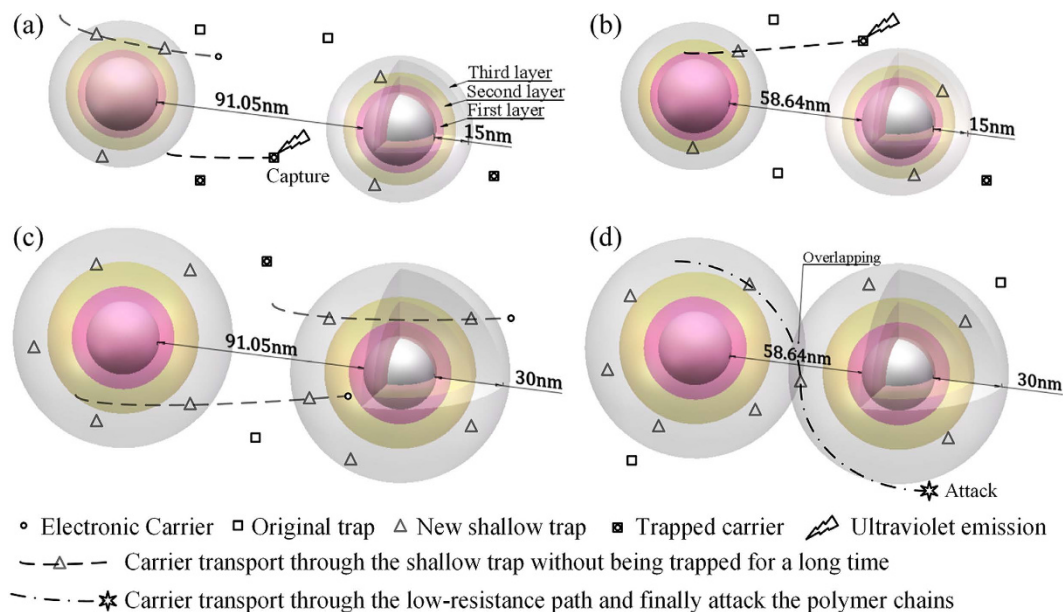 (a)
91.05nm
Third layer
Second layer
First layer
15nm
Capture
(b)
58.64nm
15nm
(c)
91.05nm
30nm
(d)
Overlapping
58.64nm
30nm
Attack
Electronic Carrier Original trap New shallow trap Trapped carrier Ultraviolet emission
Carrier transport through the shallow trap without being trapped for a long time
Carrier transport through the low-resistance path and finally attack the polymer chains